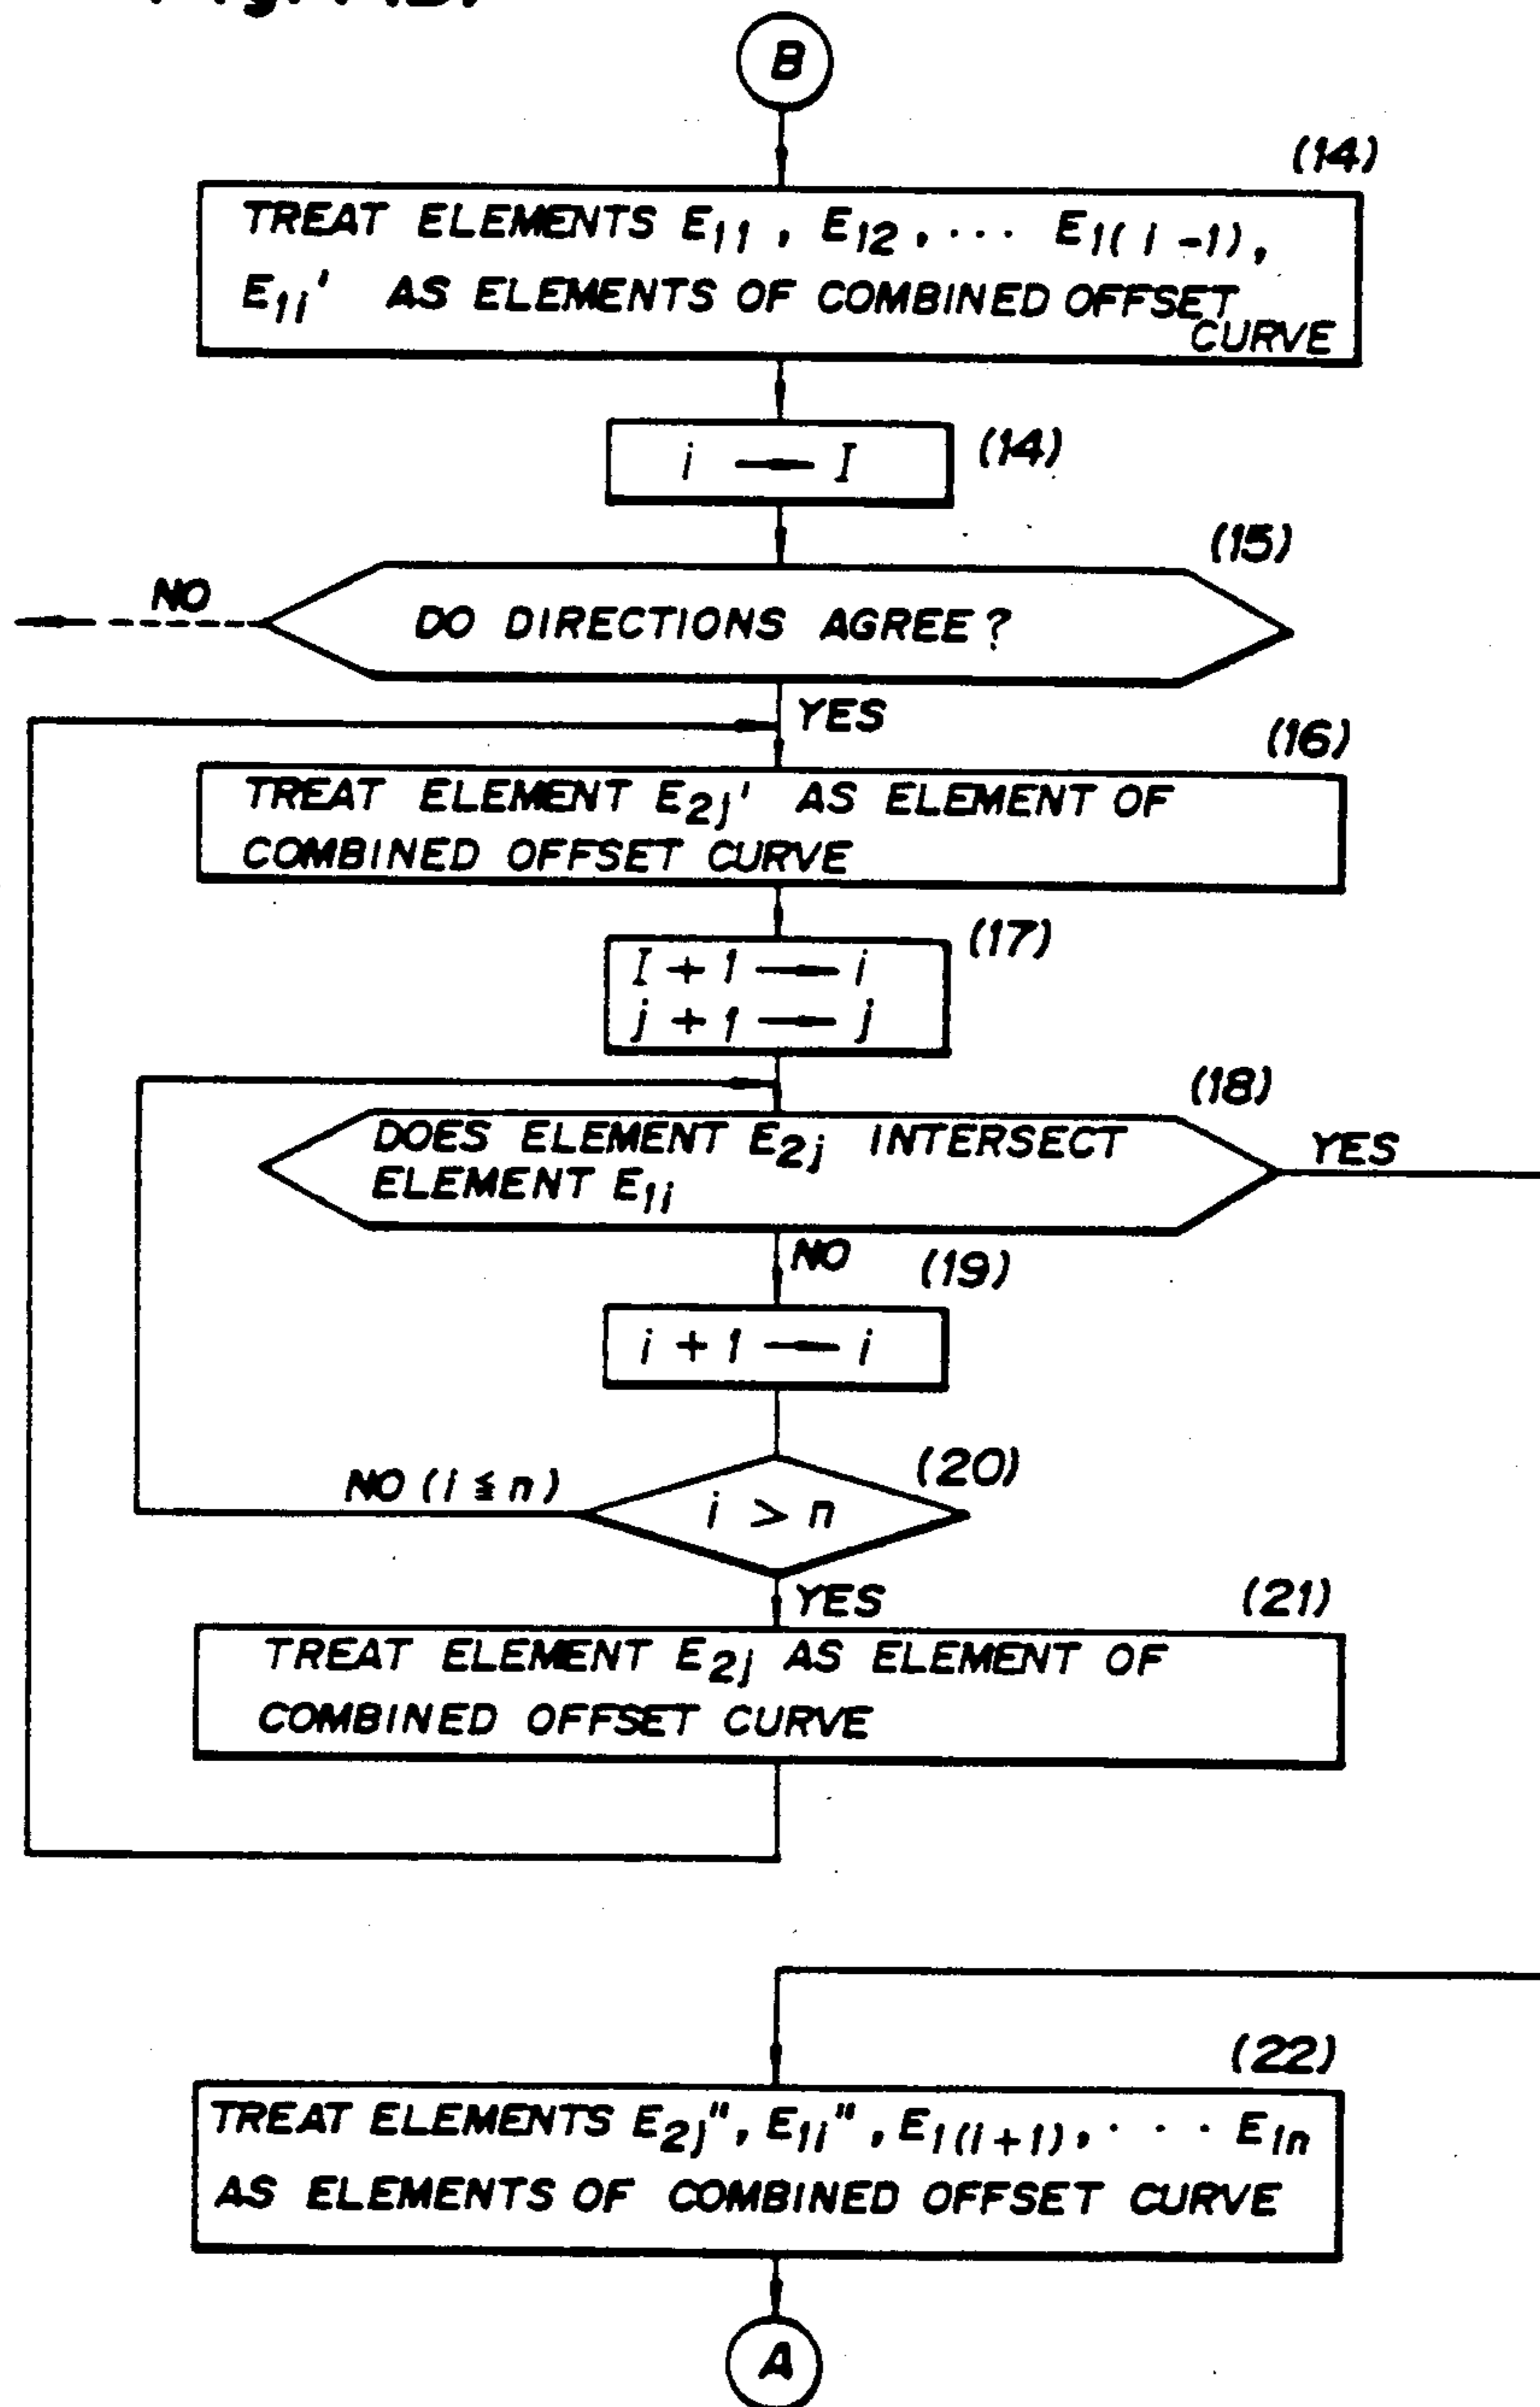 B
(14)
TREAT ELEMENTS E11 , E12 , ... E1(i-1),
E1i' AS ELEMENTS OF COMBINED OFFSET
CURVE
i → I (14)
(15)
NO
DO DIRECTIONS AGREE?
YES
(16)
TREAT ELEMENT E2j' AS ELEMENT OF
COMBINED OFFSET CURVE
(17)
I + 1 → i
j + 1 → j
(18)
DOES ELEMENT E2j INTERSECT
ELEMENT E1i
YES
NO (19)
i + 1 → i
(20)
NO (i ≦ n)
i > n
YES
(21)
TREAT ELEMENT E2j AS ELEMENT OF
COMBINED OFFSET CURVE
(22)
TREAT ELEMENTS E2j", E1i", E1(i+1), · · · E1n
AS ELEMENTS OF COMBINED OFFSET CURVE
A